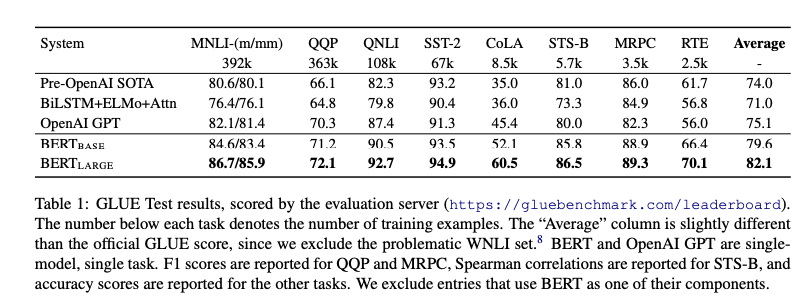 System MNLI-(m/mm) QQP QNLI SST-2 CoLA STS-B MRPC RTE Average
392k 363k 108k 67k 8.5k 5.7k 3.5k 2.5k -
Pre-OpenAI SOTA 80.6/80.1 66.1 82.3 93.2 35.0 81.0 86.0 61.7 74.0
BiLSTM+ELMo+Attn 76.4/76.1 64.8 79.8 90.4 36.0 73.3 84.9 56.8 71.0
OpenAI GPT 82.1/81.4 70.3 87.4 91.3 45.4 80.0 82.3 56.0 75.1
BERTBASE 84.6/83.4 71.2 90.5 93.5 52.1 85.8 88.9 66.4 79.6
BERTLARGE 86.7/85.9 72.1 92.7 94.9 60.5 86.5 89.3 70.1 82.1
Table 1: GLUE Test results, scored by the evaluation server (https://gluebenchmark.com/leaderboard).
The number below each task denotes the number of training examples. The “Average” column is slightly different
than the official GLUE score, since we exclude the problematic WNLI set.8 BERT and OpenAI GPT are single-
model, single task. F1 scores are reported for QQP and MRPC, Spearman correlations are reported for STS-B, and
accuracy scores are reported for the other tasks. We exclude entries that use BERT as one of their components.